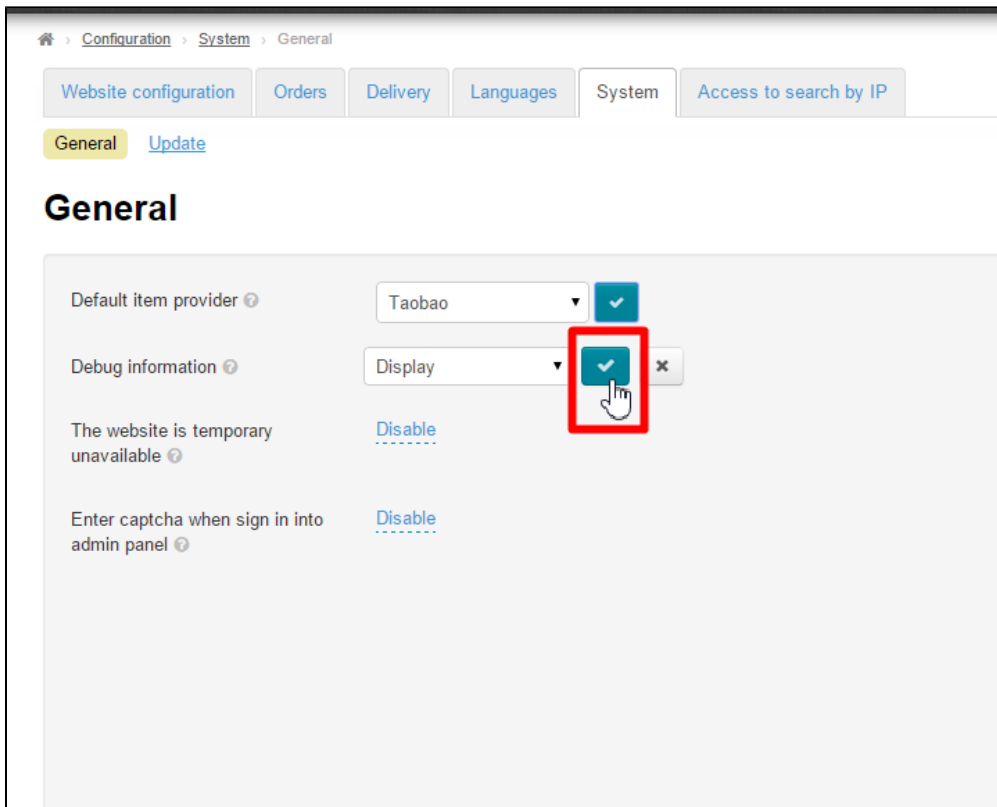 Configuration › System › General
Website configuration Orders Delivery Languages System Access to search by IP
General Update
General
Default item provider Taobao
Debug information Display
The website is temporary Disable
unavailable
Enter captcha when sign in into Disable
admin panel